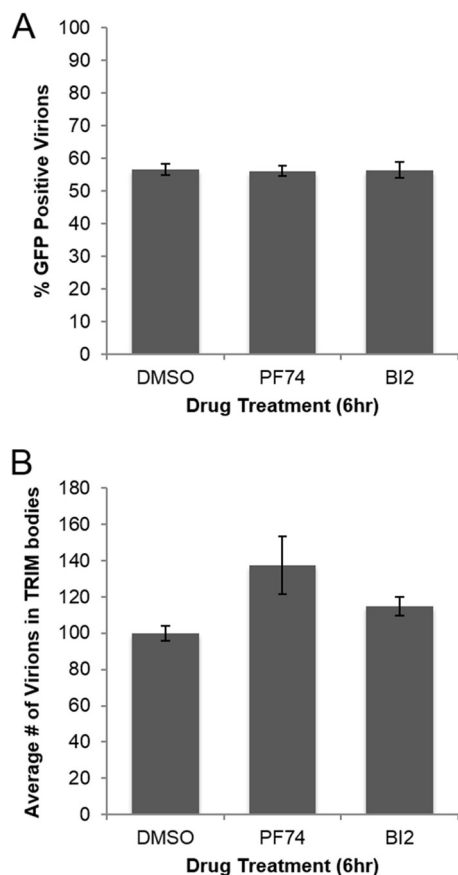 A
% GFP Positive Virions
100
90
80
70
60
50
40
30
20
10
0
DMSO PF74 BI2
Drug Treatment (6hr)
B
Average # of Virions in TRIM bodies
180
160
140
120
100
80
60
40
20
0
DMSO PF74 BI2
Drug Treatment (6hr)